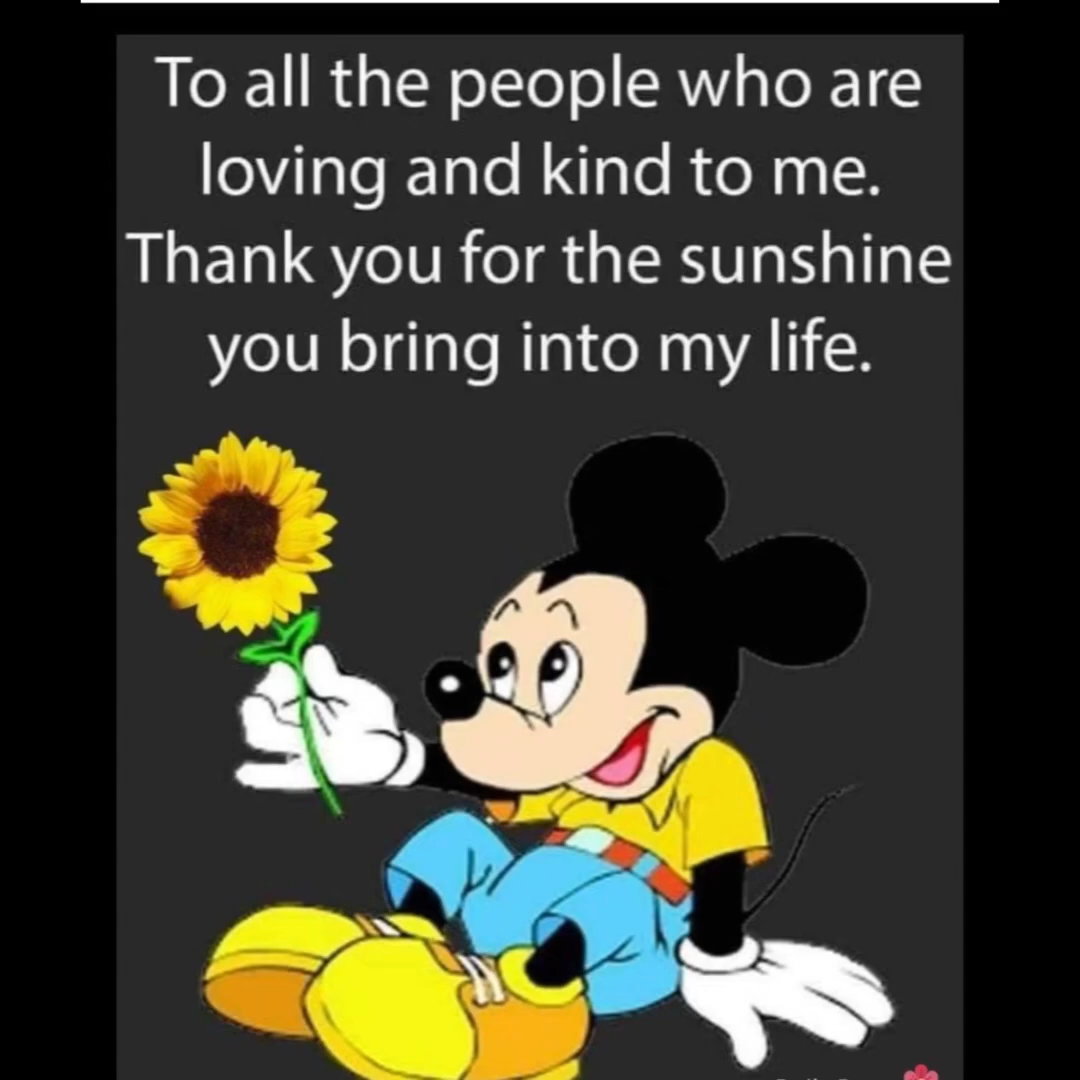 To all the people who are
loving and kind to me.
Thank you for the sunshine
you bring into my life.